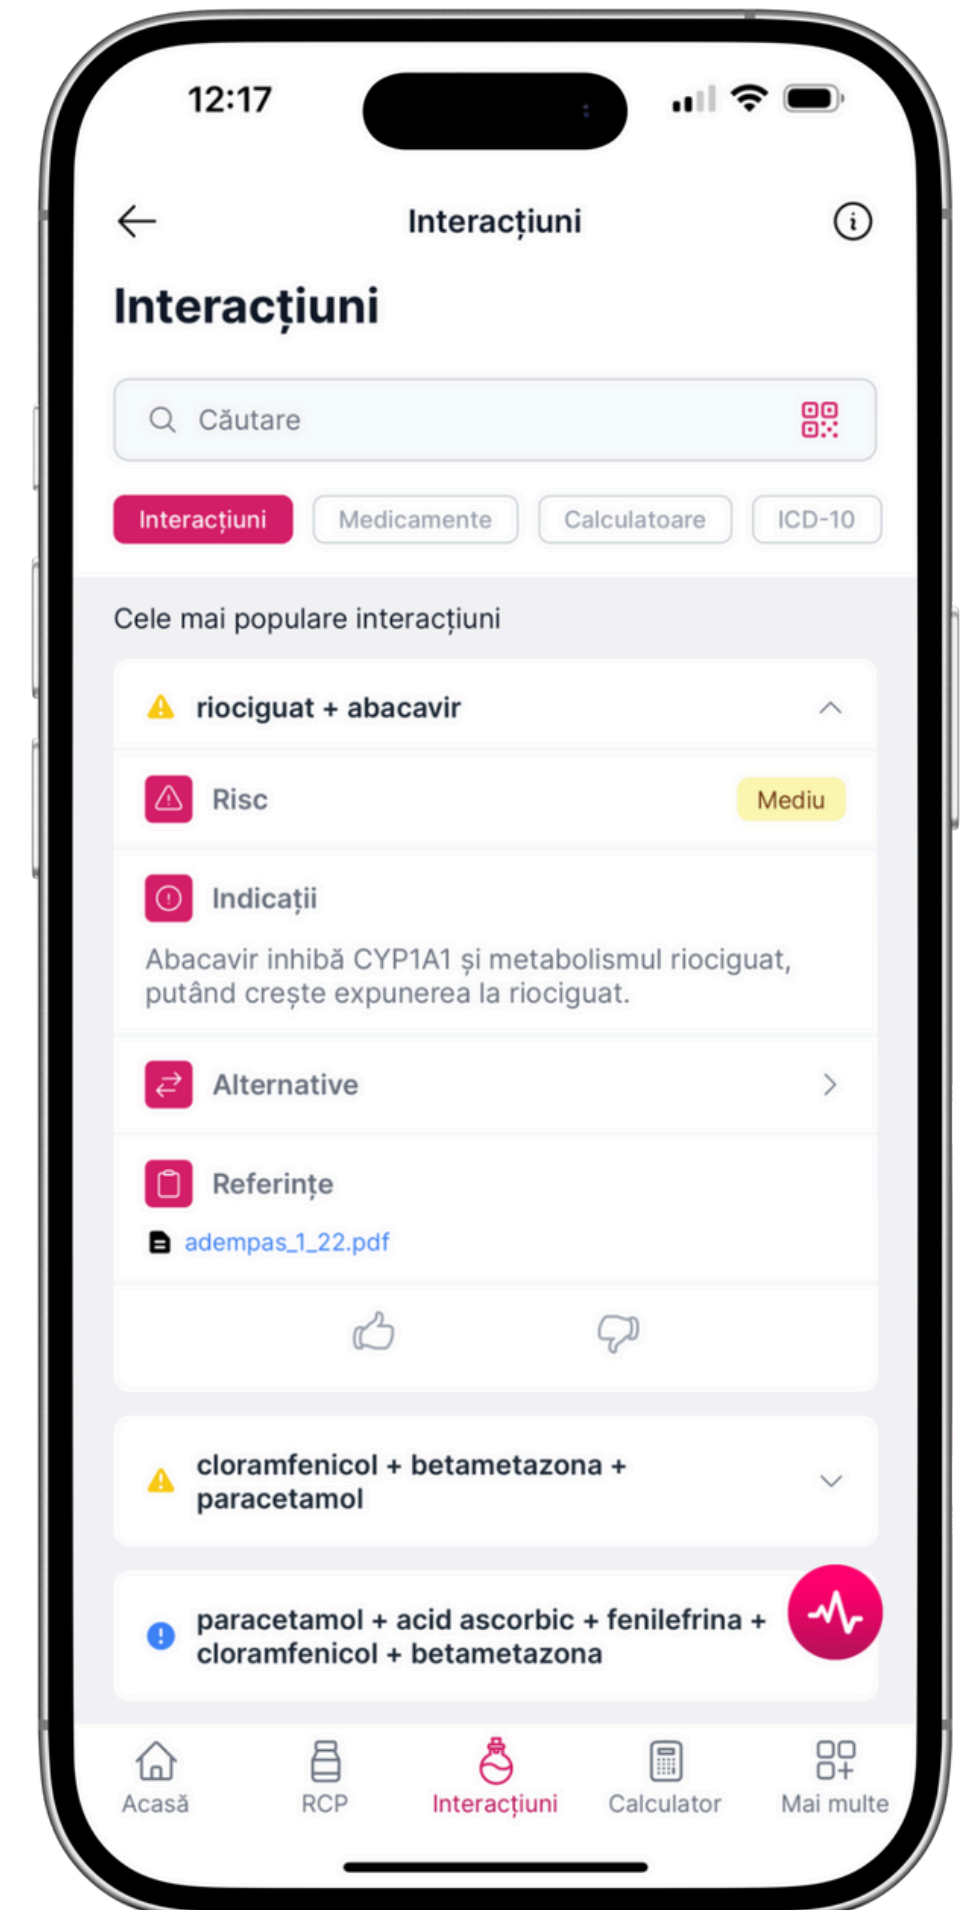 12:17
Interacțiuni
Interacțiuni
Căutare
Interacțiuni
Medicamente
Calculatoare
ICD-10
Cele mai populare interacțiuni
riociguat + abacavir
Risc
Mediu
Indicații
Abacavir inhibă CYP1A1 și metabolismul riociguat,
putând crește expunerea la riociguat.
Alternative
Referințe
adempas_1_22.pdf
cloramfenicol + betametazona +
paracetamol
paracetamol + acid ascorbic + fenilefrina +
cloramfenicol + betametazona
Acasă
RCP
Interacțiuni
Calculator
Mai multe